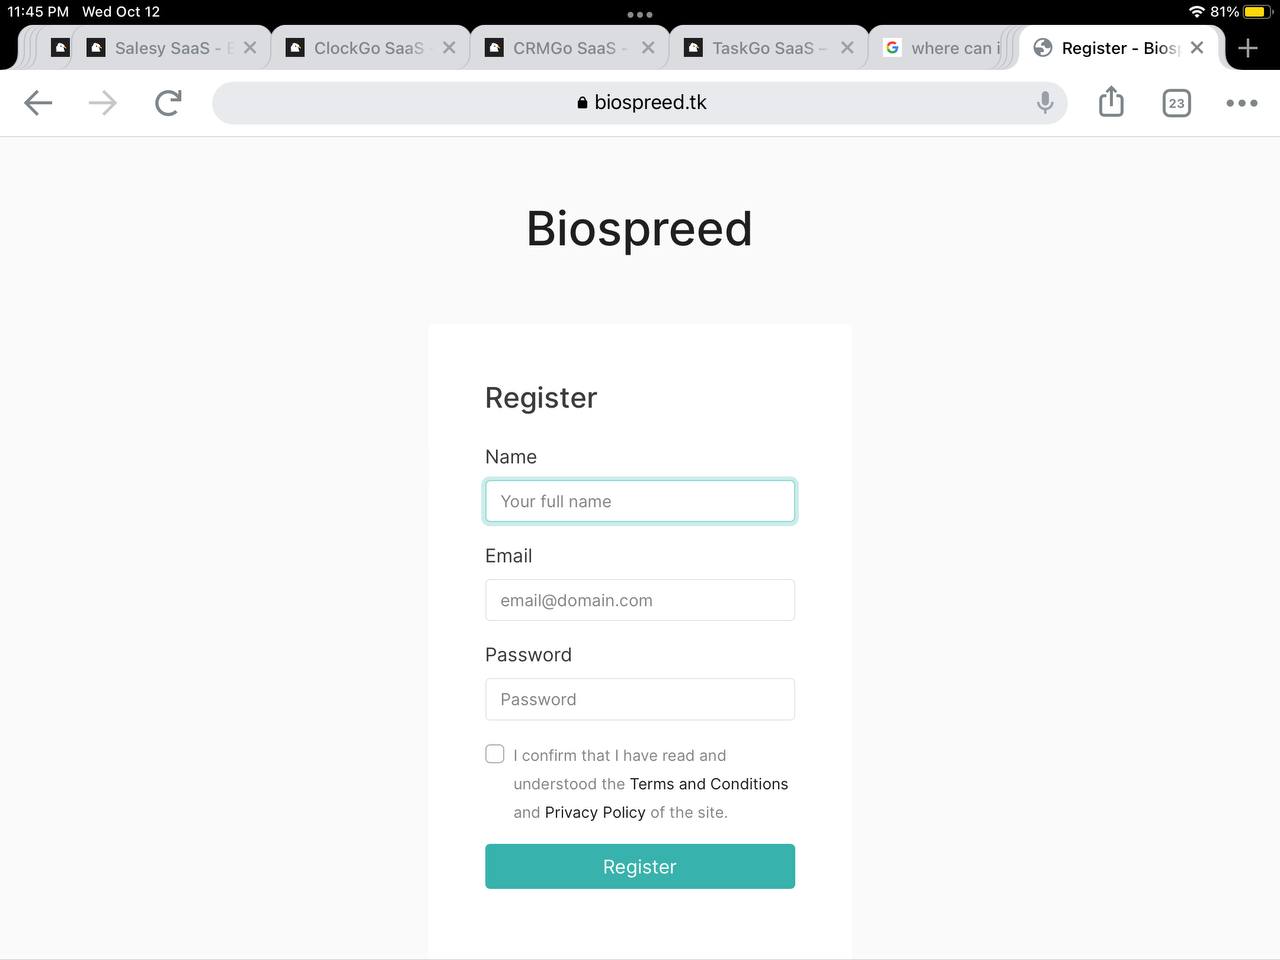 11:45 PM Wed Oct 12
81%
Salesy SaaS -
ClockGo SaaS
CRMGo SaaS -
TaskGo SaaS –
where can i
Register - Bios
biospreed.tk
23
Biospreed
Register
Name
Your full name
Email
email@domain.com
Password
Password
I confirm that I have read and
understood the Terms and Conditions
and Privacy Policy of the site.
Register